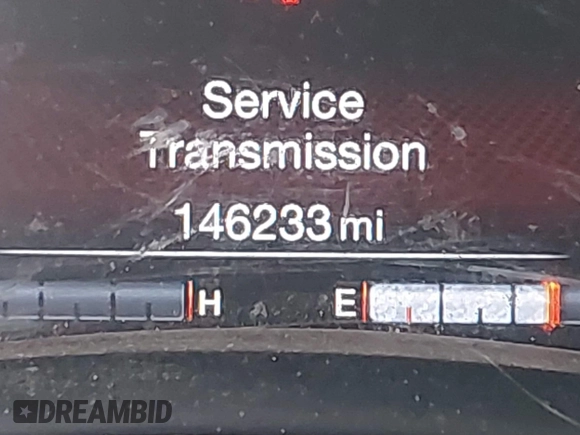 Service
Transmission
146233 mi
H E
DREAMBID